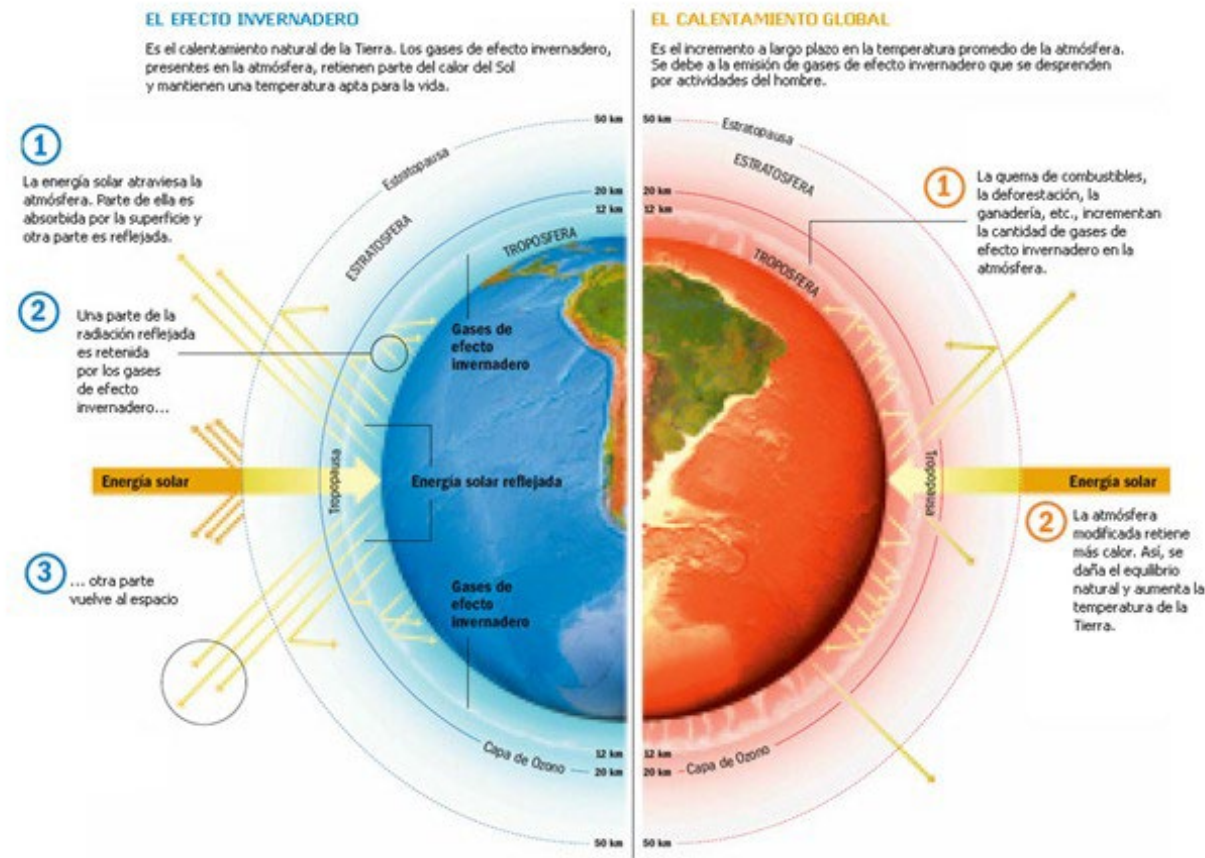 EL EFECTO INVERNADERO
Es el calentamiento natural de la Tierra. Los gases de efecto invernadero,
presentes en la atmósfera, retienen parte del calor del Sol
y mantienen una temperatura apta para la vida.
1
La energía solar atraviesa la
atmósfera. Parte de ella es
absorbida por la superficie y
otra parte es reflejada.
2
Una parte de la
radiación reflejada
es retenida
por los gases
de efecto
invernadero...
Energía solar
3
... otra parte
vuelve al espacio
Estratopausa
ESTRATOSFERA
TROPOSFERA
Gases de
efecto
invernadero
Tropopausa
Energía solar reflejada
Gases de
efecto
invernadero
Capa de Ozono
50 km
20 km
12 km
12 km
20 km
50 km
EL CALENTAMIENTO GLOBAL
Es el incremento a largo plazo en la temperatura promedio de la atmósfera.
Se debe a la emisión de gases de efecto invernadero que se desprenden
por actividades del hombre.
50 km
Estratopausa
ESTRATOSFERA
20 km
12 km
TROPOSFERA
1
La quema de combustibles,
la deforestación, la
ganadería, etc., incrementan
la cantidad de gases de
efecto invernadero en la
atmósfera.
Tropopausa
Energía solar
2
La atmósfera
modificada retiene
más calor. Así, se
daña el equilibrio
natural y aumenta la
temperatura de la
Tierra.
12 km
20 km
Capa de Ozono
50 km